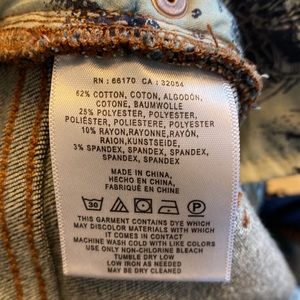 RN : 66170 CA : 32054
62% COTTON, COTON, ALGODÓN,
COTONE, BAUMWOLLE
25% POLYESTER, POLYESTER,
POLIÉSTER, POLIESTERE, POLYESTER
10% RAYON,RAYONNE,RAYÓN,
RAION,KUNSTSEIDE,
3% SPANDEX, SPANDEX, SPANDEX,
SPANDEX, SPANDEX
MADE IN CHINA,
HECHO EN CHINA,
FABRIQUÉ EN CHINE
30
P
THIS GARMENT CONTAINS DYE WHICH
MAY DISCOLOR MATERIALS WITH WHICH IT
MAY COME IN CONTACT
MACHINE WASH COLD WITH LIKE COLORS
USE ONLY NON-CHLORINE BLEACH
TUMBLE DRY LOW
LOW IRON AS NEEDED
MAY BE DRY CLEANED